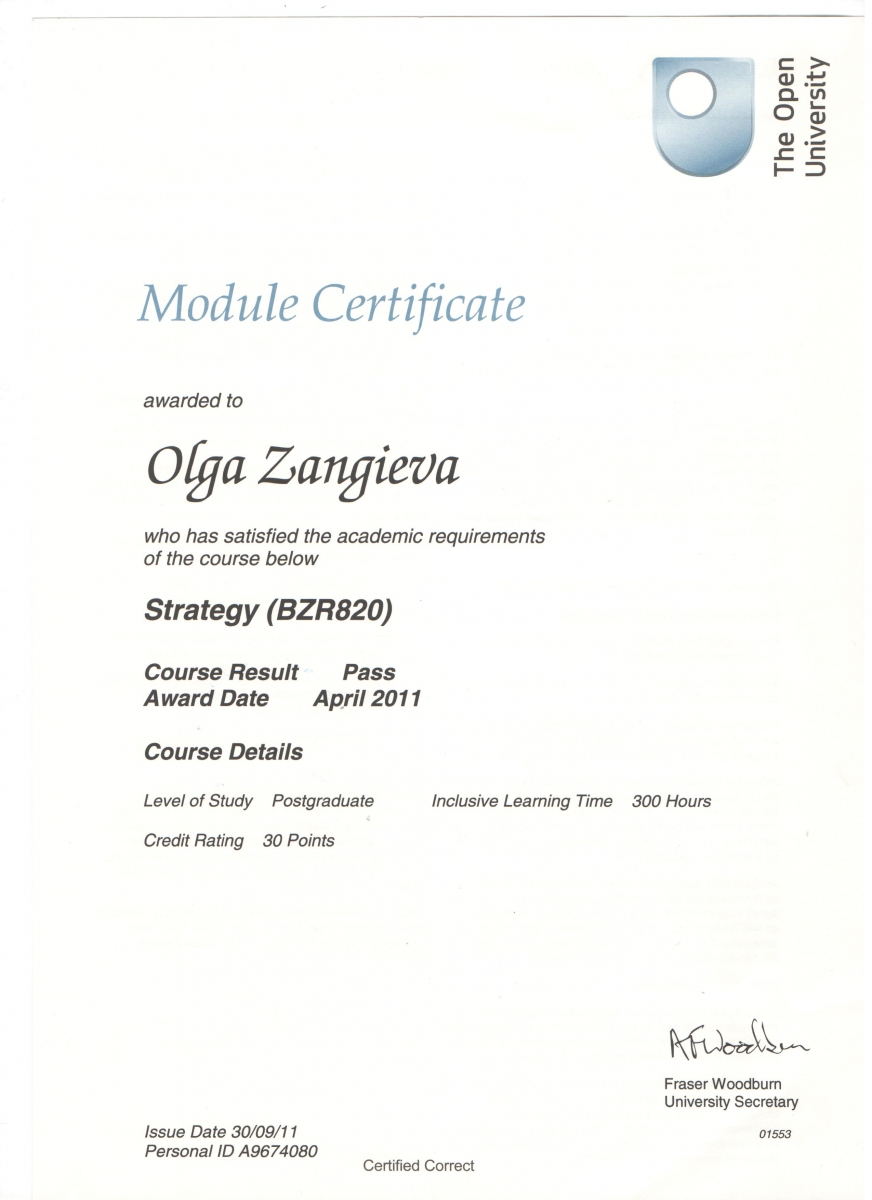 The Open
University
Module Certificate
awarded to
Olga Zangieva
who has satisfied the academic requirements
of the course below
Strategy (BZR820)
Course Result Pass
Award Date April 2011
Course Details
Level of Study Postgraduate Inclusive Learning Time 300 Hours
Credit Rating 30 Points
AFWoodburn
Fraser Woodburn
University Secretary
01553
Issue Date 30/09/11
Personal ID A9674080
Certified Correct